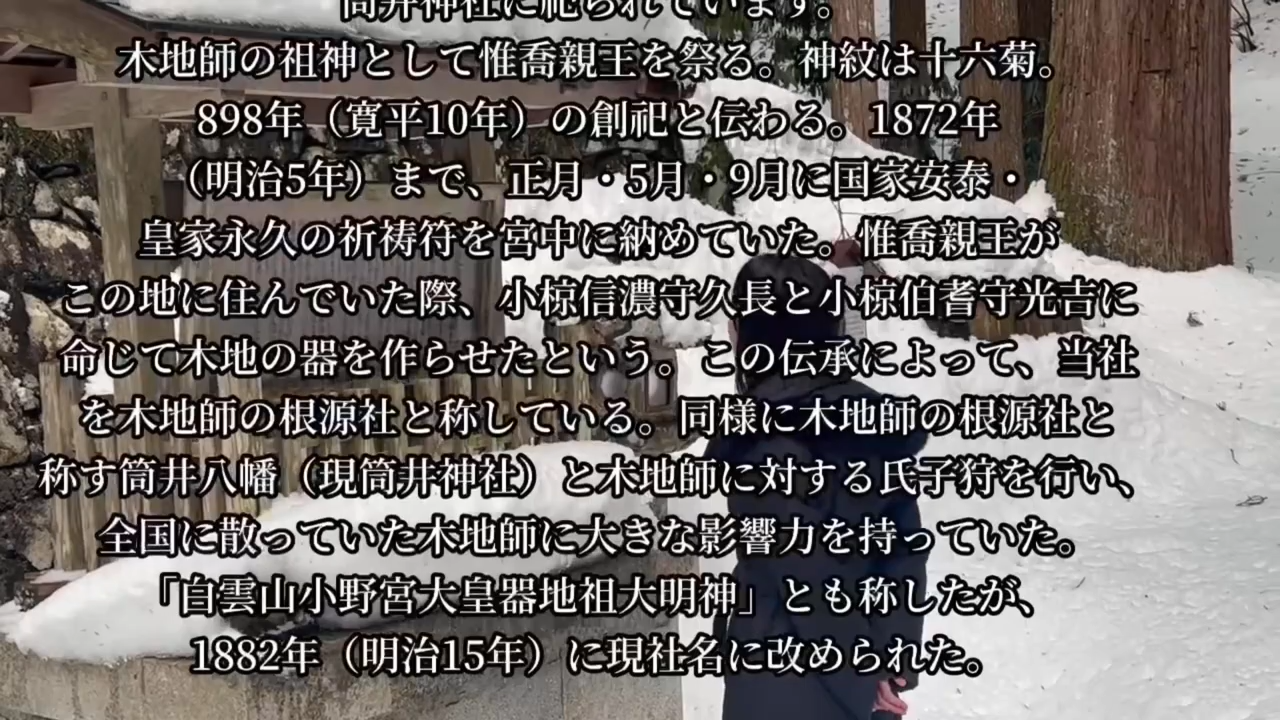 筒井神社に祀られています。
木地師の祖神として惟喬親王を祭る。神紋は十六菊。
898年（寛平10年）の創祀と伝わる。1872年
（明治5年）まで、正月・5月・9月に国家安泰・
皇家永久の祈祷符を宮中に納めていた。惟喬親王が
この地に住んでいた際、小椋信濃守久長と小椋伯耆守光吉に
命じて木地の器を作らせたという。この伝承によって、当社
を木地師の根源社と称している。同様に木地師の根源社と
称す筒井八幡（現筒井神社）と木地師に対する氏子狩を行い、
全国に散っていた木地師に大きな影響力を持っていた。
「白雲山小野宮大皇器地祖大明神」とも称したが、
1882年（明治15年）に現社名に改められた。